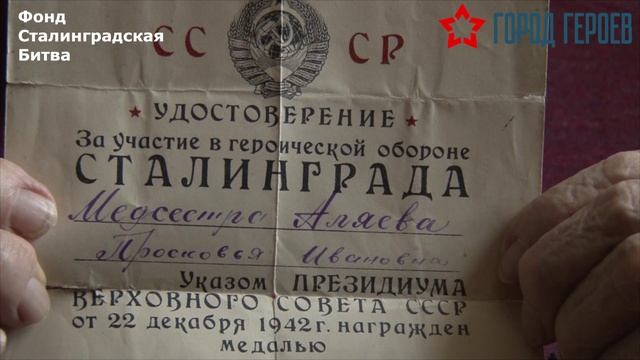 Фонд
Сталинградская
Битва
ГОРОД ГЕРОЕВ
СС СР
УДОСТОВЕРЕНИЕ
За участие в героической обороне
СТАЛИНГРАДА
Медсестра Аляева
Просковья Ивановна
Указом ПРЕЗИДИУМА
ВЕРХОВНОГО СОВЕТА СССР
от 22 декабря 1942 г. награжден
медалью